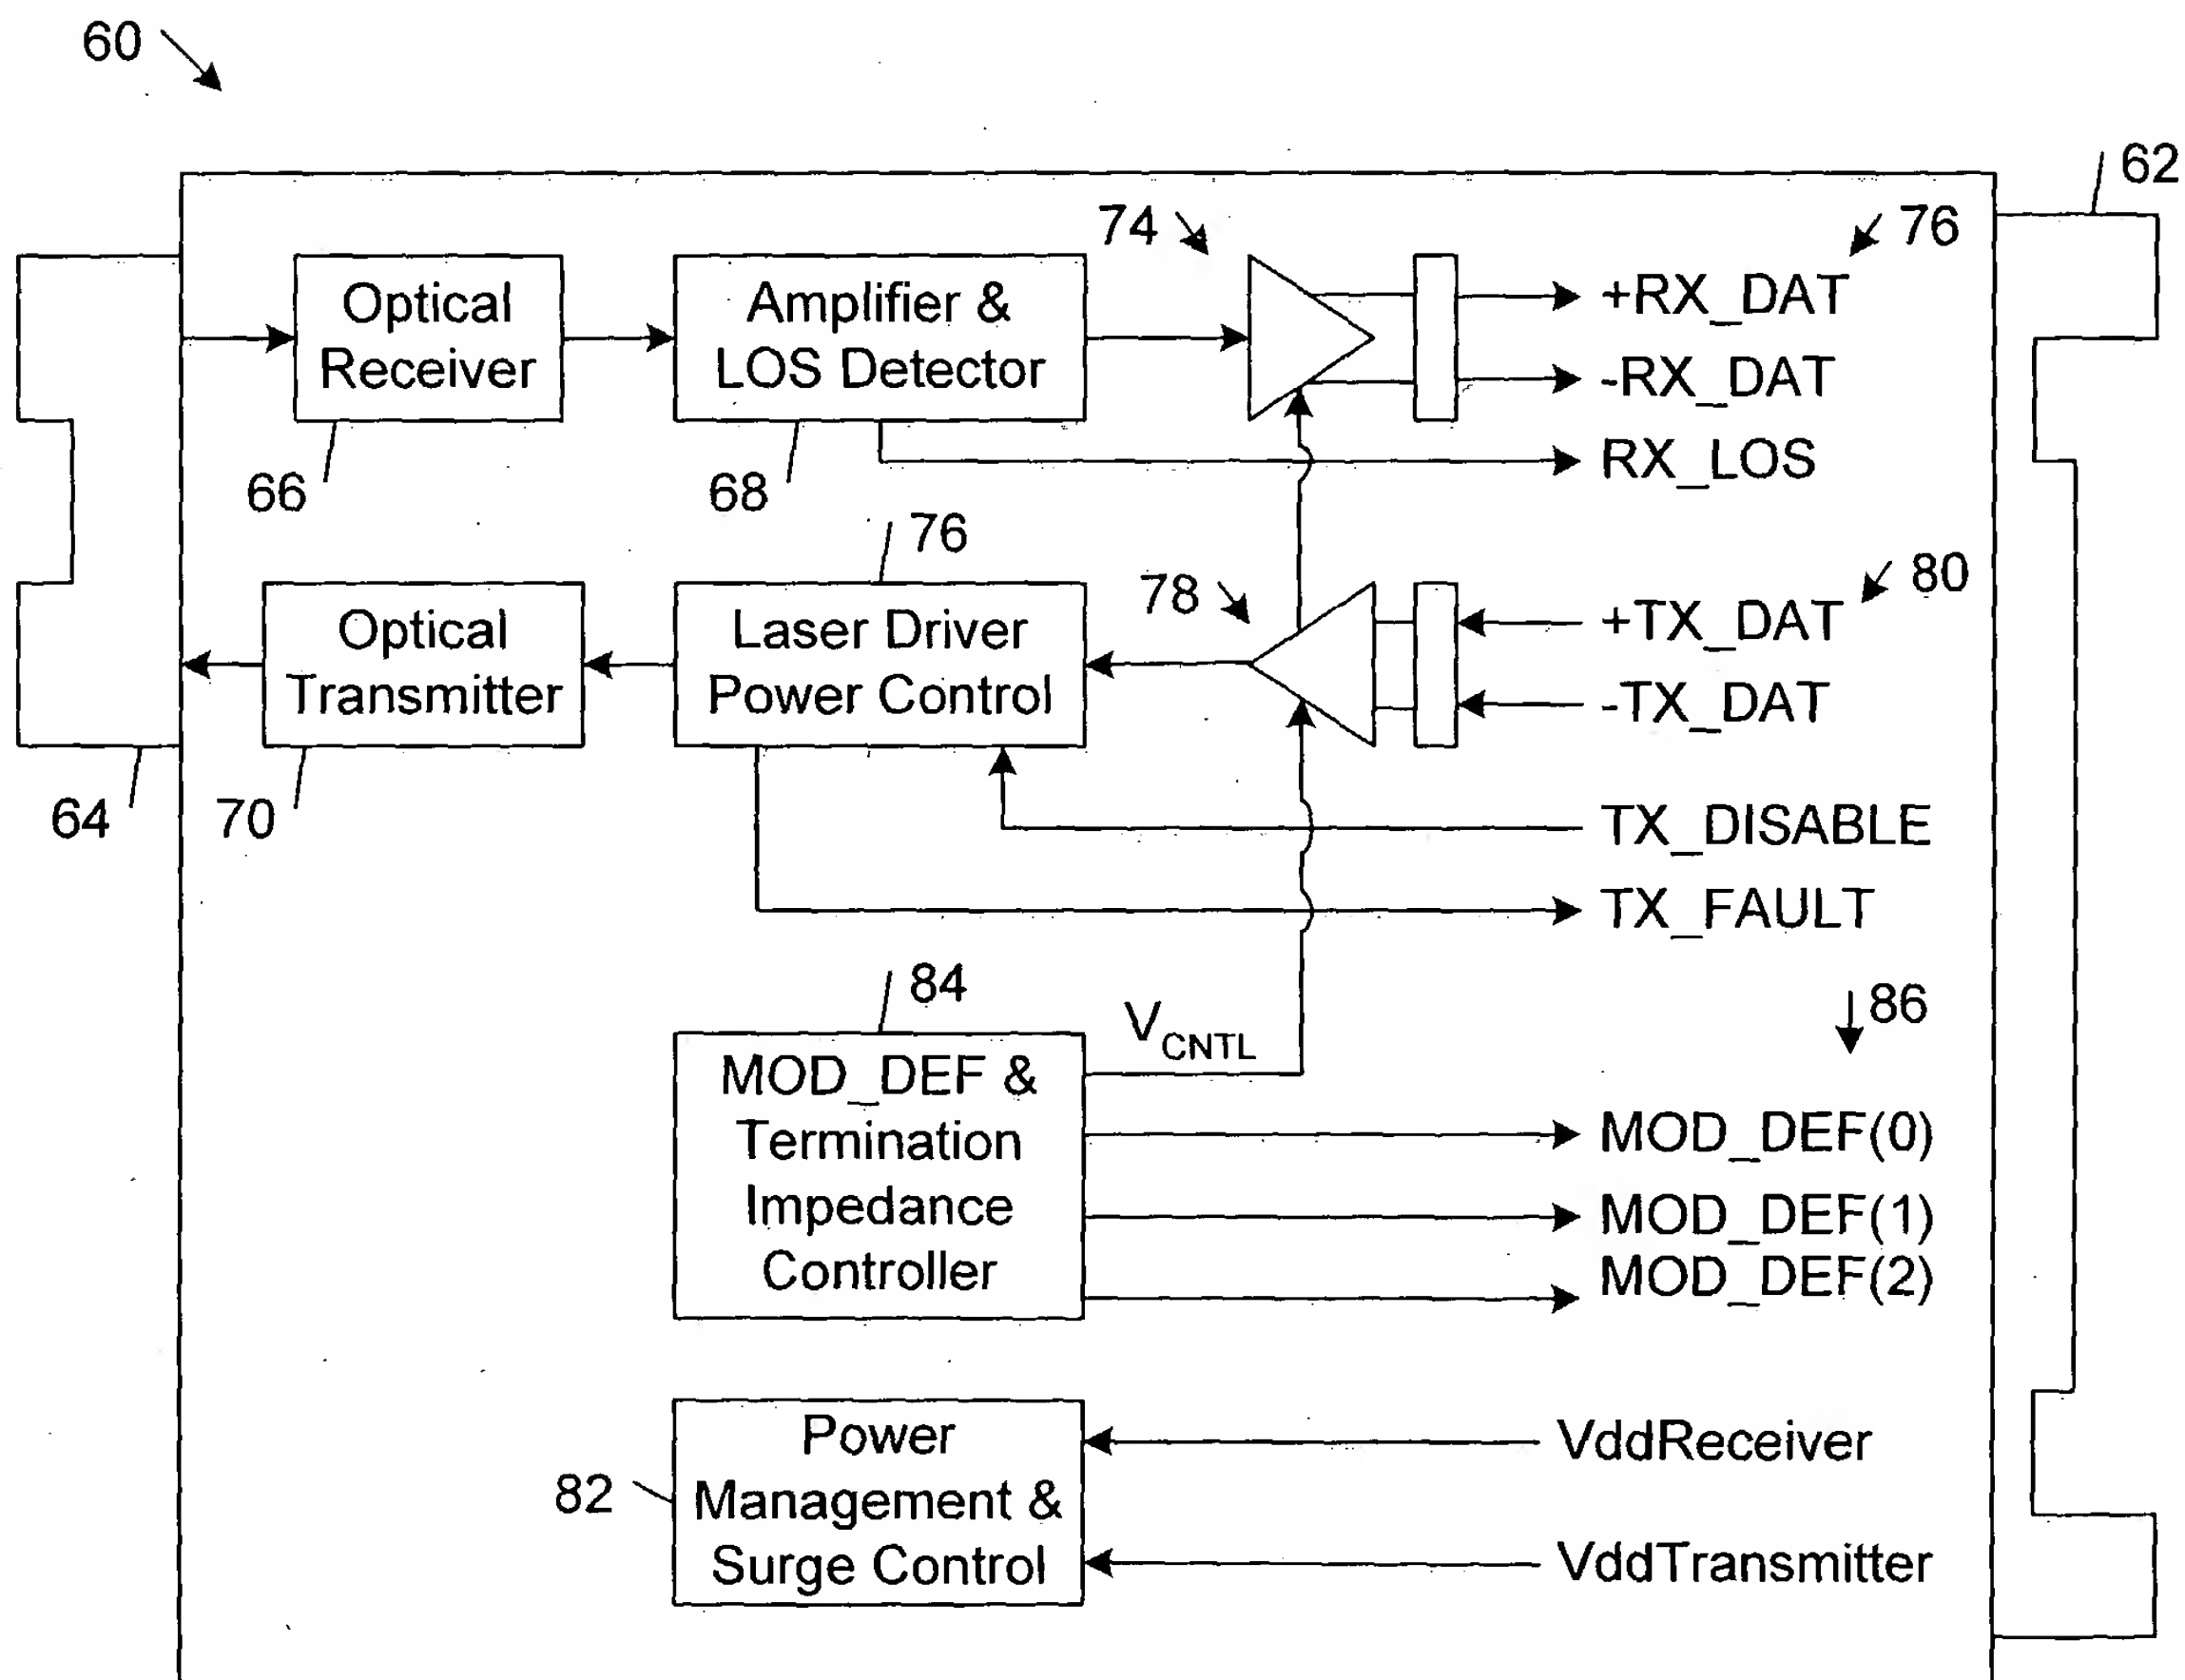 60
62
74
76
Optical
Receiver
Amplifier &
LOS Detector
+RX_DAT
-RX_DAT
RX_LOS
66
68
76
78
80
Optical
Transmitter
Laser Driver
Power Control
+TX_DAT
-TX_DAT
64
70
TX_DISABLE
TX_FAULT
84
86
VCNTL
MOD_DEF &
Termination
Impedance
Controller
MOD_DEF(0)
MOD_DEF(1)
MOD_DEF(2)
82
Power
Management &
Surge Control
VddReceiver
VddTransmitter